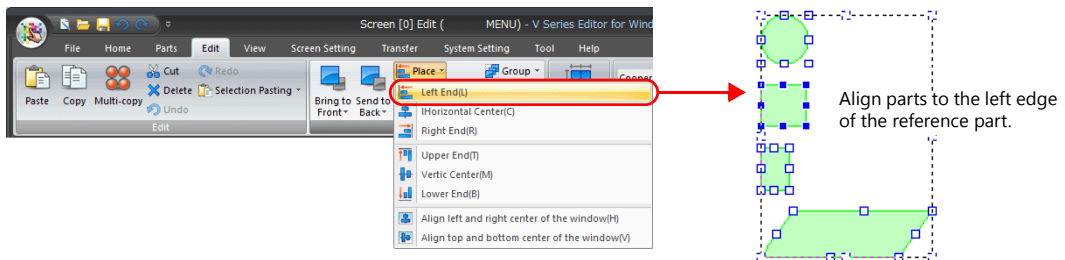 Screen [0] Edit ( MENU) - V Series Editor for Wind
File Home Parts Edit View Screen Setting Transfer System Setting Tool Help
Paste
Copy
Multi-copy
Cut
Redo
Delete
Selection Pasting
Undo
Edit
Bring to
Front
Send to
Back
Place
Group
Cooper
Left End(L)
IHorizontal Center(C)
Right End(R)
Upper End(T)
Vertic Center(M)
Lower End(B)
Align left and right center of the window(H)
Align top and bottom center of the window(V)
Align parts to the left edge
of the reference part.